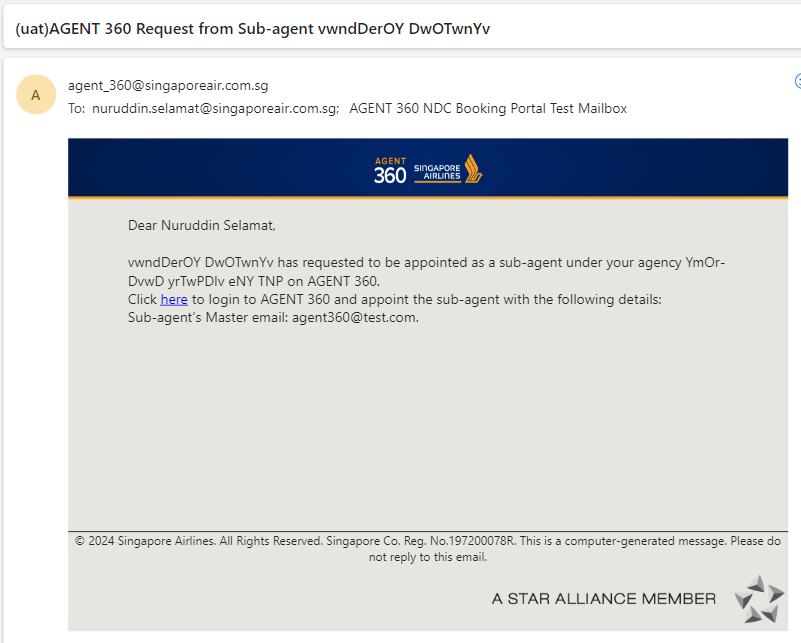 (uat)AGENT 360 Request from Sub-agent vwndDerOY DwOTwnYv
A
agent_360@singaporeair.com.sg
To: nuruddin.selamat@singaporeair.com.sg; AGENT 360 NDC Booking Portal Test Mailbox
AGENT
360
SINGAPORE
AIRLINES
Dear Nuruddin Selamat,
vwndDerOY DwOTwnYv has requested to be appointed as a sub-agent under your agency YmOr-
DvwD yrTwPDlv eNY TNP on AGENT 360.
Click here to login to AGENT 360 and appoint the sub-agent with the following details:
Sub-agent’s Master email: agent360@test.com.
© 2024 Singapore Airlines. All Rights Reserved. Singapore Co. Reg. No.197200078R. This is a computer-generated message. Please do
not reply to this email.
A STAR ALLIANCE MEMBER